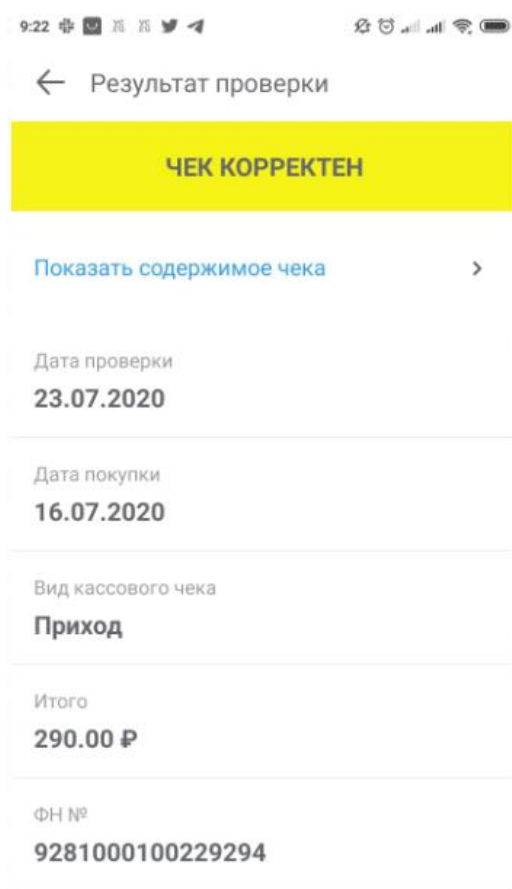 9:22
Результат проверки
ЧЕК КОРРЕКТЕН
Показать содержимое чека
Дата проверки
23.07.2020
Дата покупки
16.07.2020
Вид кассового чека
Приход
Итого
290.00 ₽
ФН №
9281000100229294